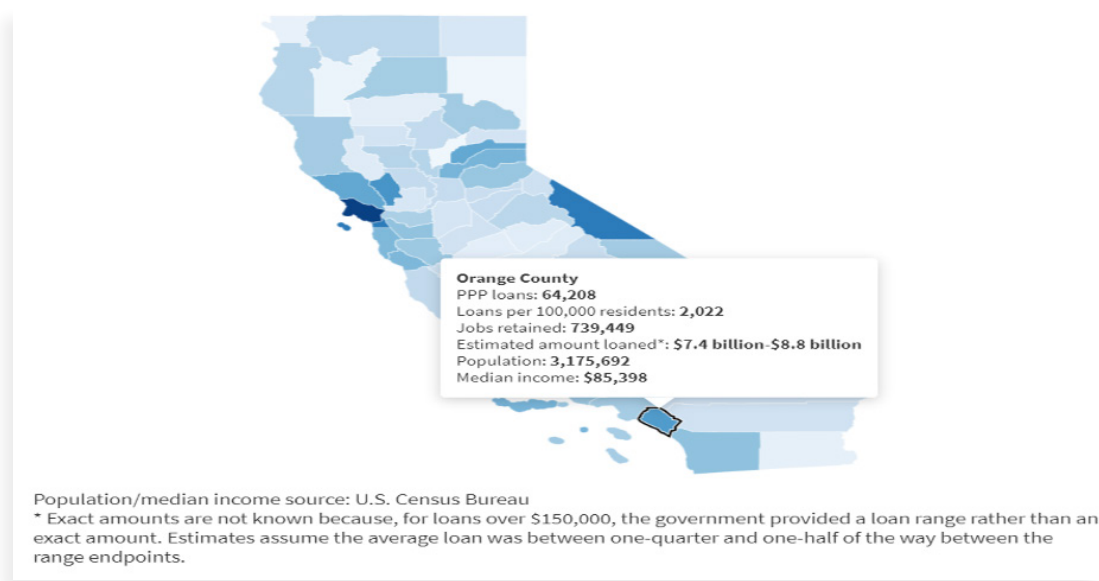 Orange County
PPP loans: 64,208
Loans per 100,000 residents: 2,022
Jobs retained: 739,449
Estimated amount loaned*: $7.4 billion-$8.8 billion
Population: 3,175,692
Median income: $85,398
Population/median income source: U.S. Census Bureau
* Exact amounts are not known because, for loans over $150,000, the government provided a loan range rather than an
exact amount. Estimates assume the average loan was between one-quarter and one-half of the way between the
range endpoints.